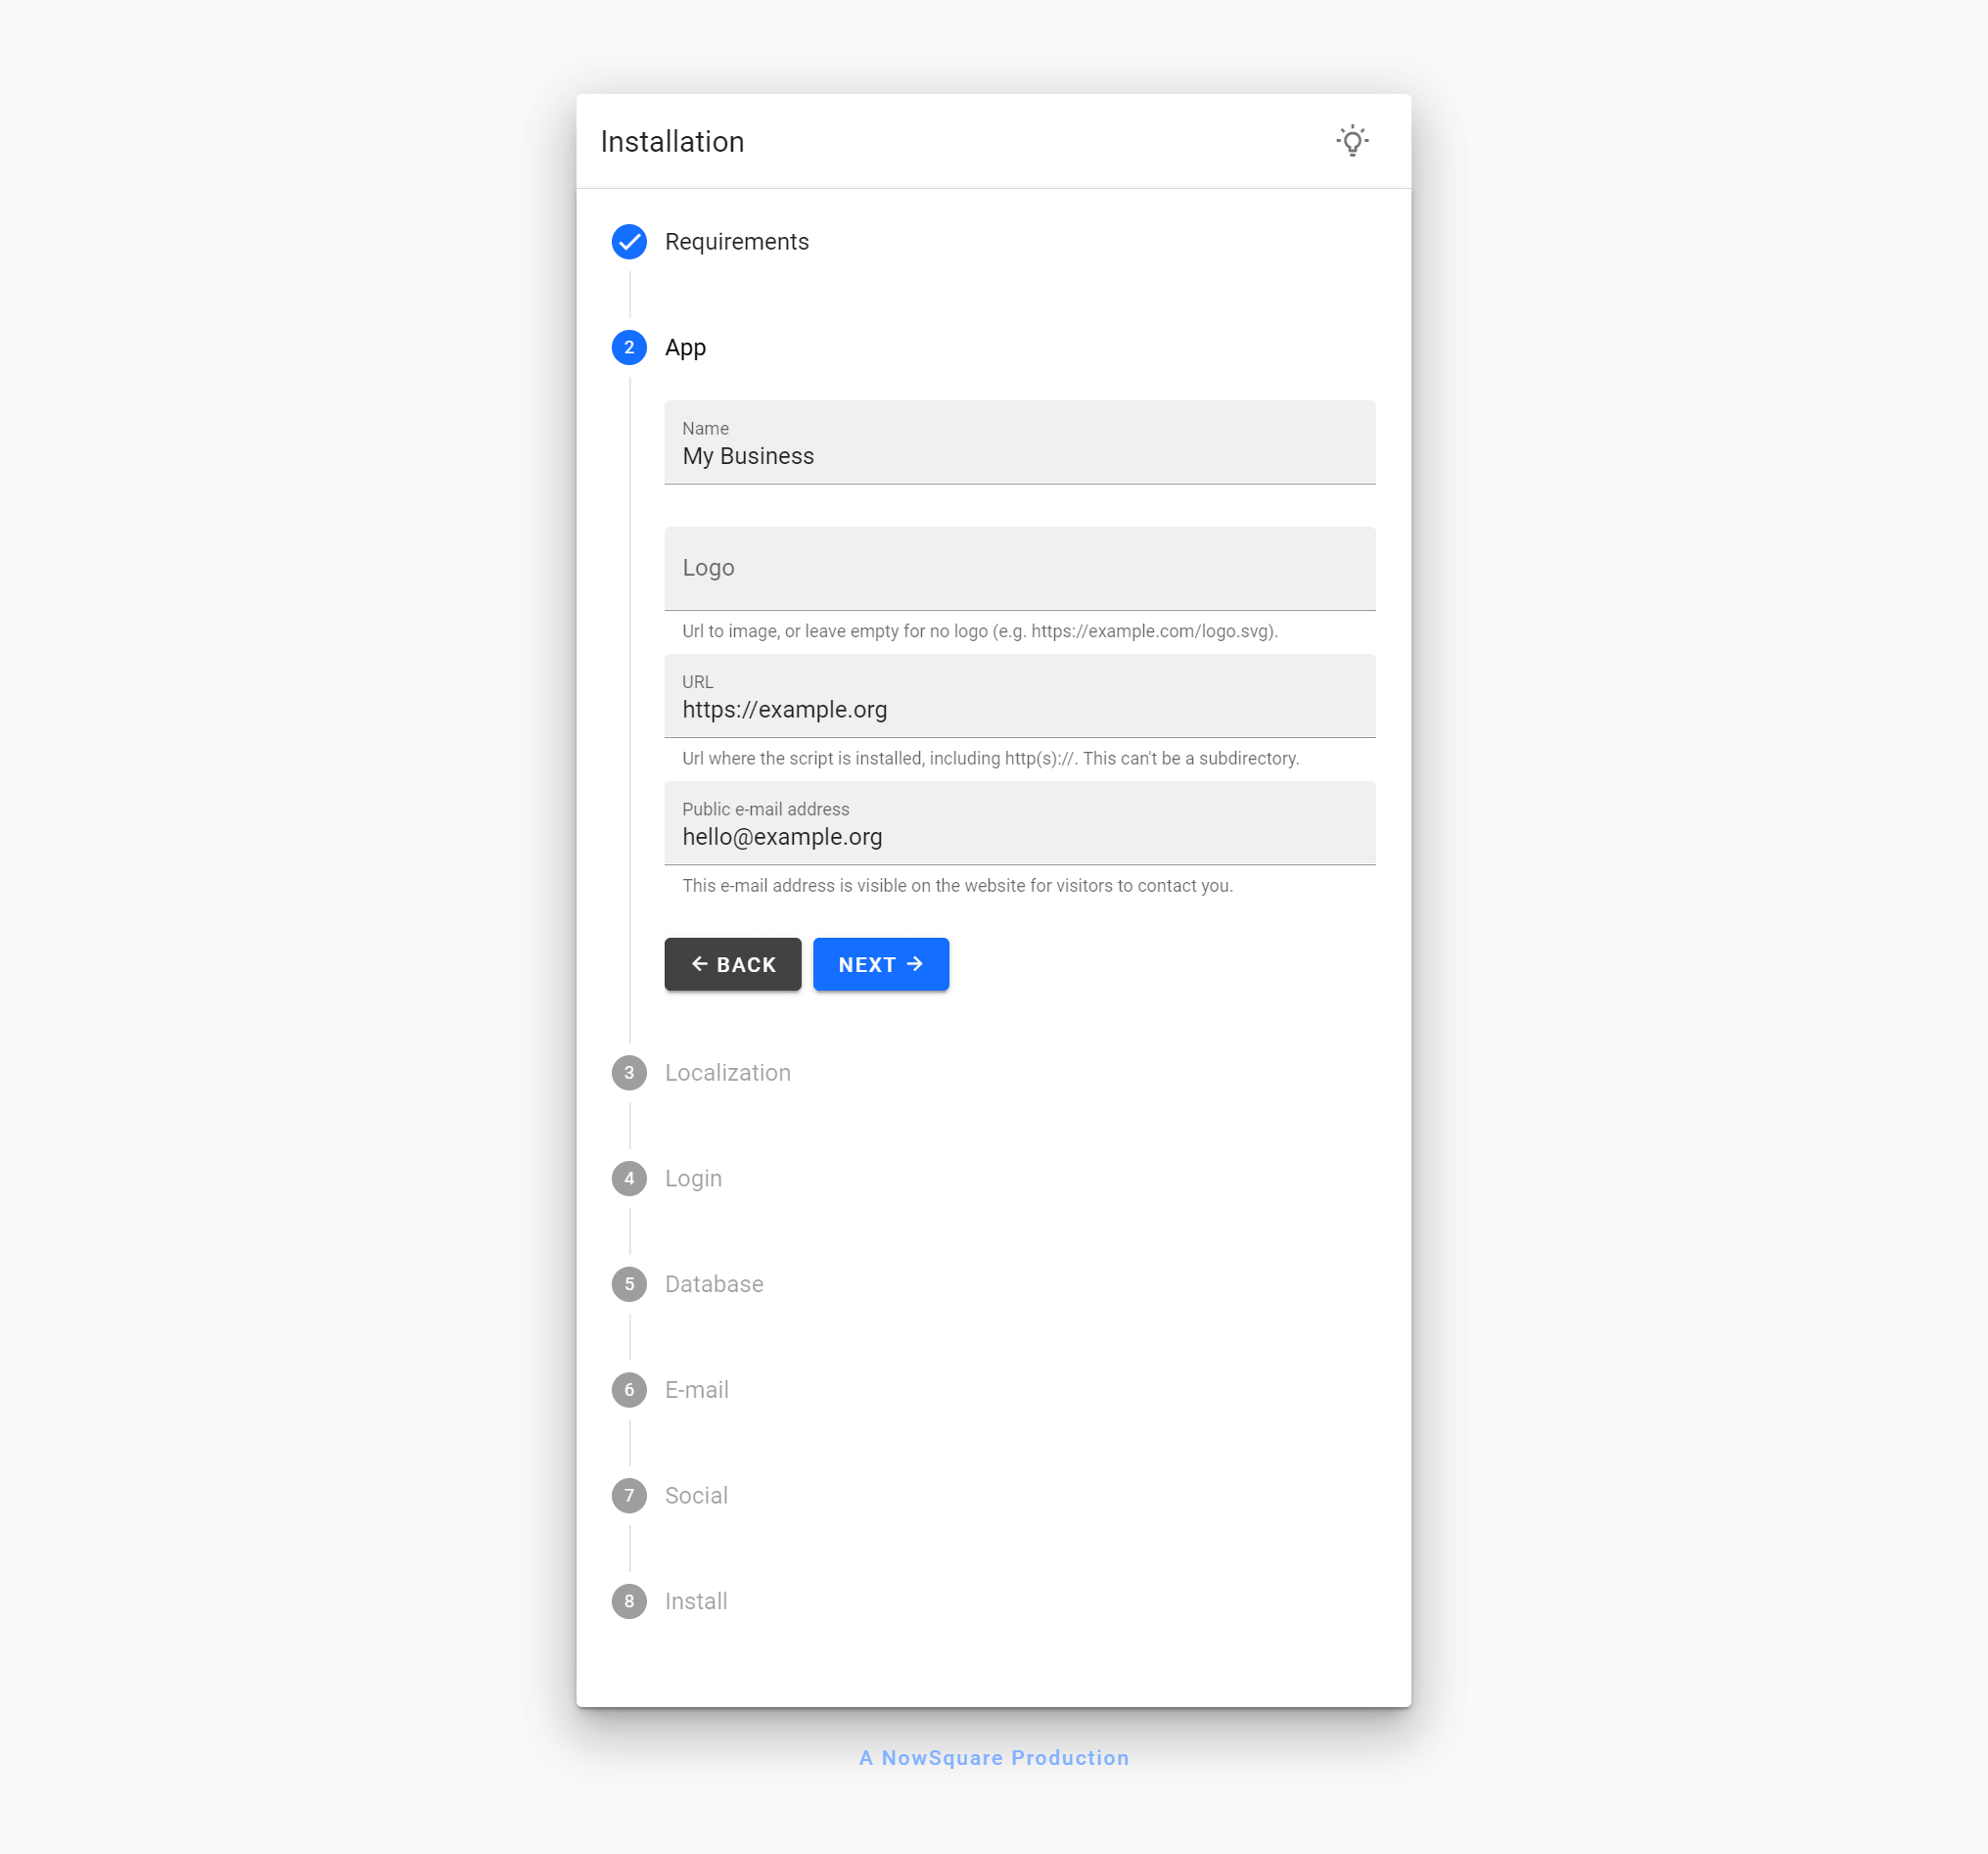 Installation
Requirements
2 App
Name
My Business
Logo
Url to image, or leave empty for no logo (e.g. https://example.com/logo.svg).
URL
https://example.org
Url where the script is installed, including http(s)://. This can't be a subdirectory.
Public e-mail address
hello@example.org
This e-mail address is visible on the website for visitors to contact you.
BACK NEXT
3 Localization
4 Login
5 Database
6 E-mail
7 Social
8 Install
A NowSquare Production